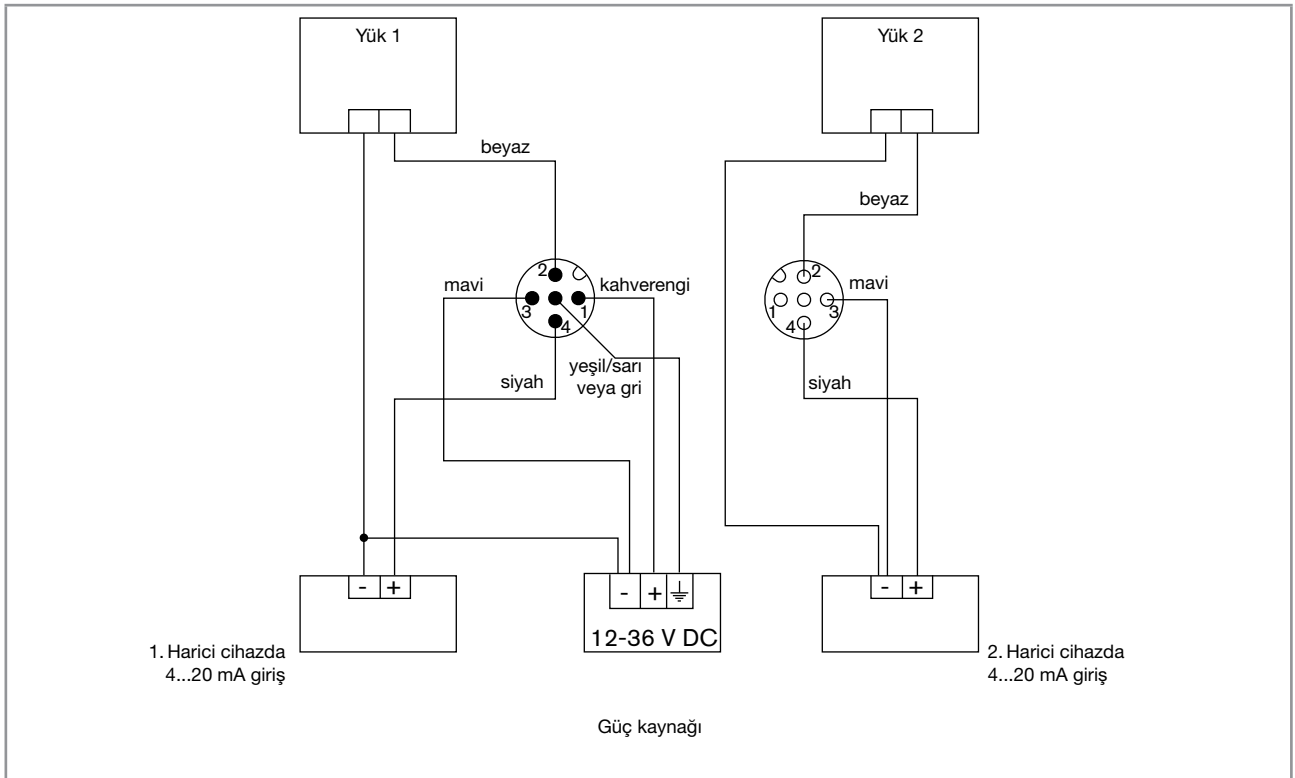 Yük 1
Yük 2
beyaz
beyaz
2
mavi
kahverengi
3
1
4
yeşil/sarı
veya gri
siyah
2
mavi
1
3
4
siyah
- +
- +
12-36 V DC
- +
1. Harici cihazda
4...20 mA giriş
2. Harici cihazda
4...20 mA giriş
Güç kaynağı